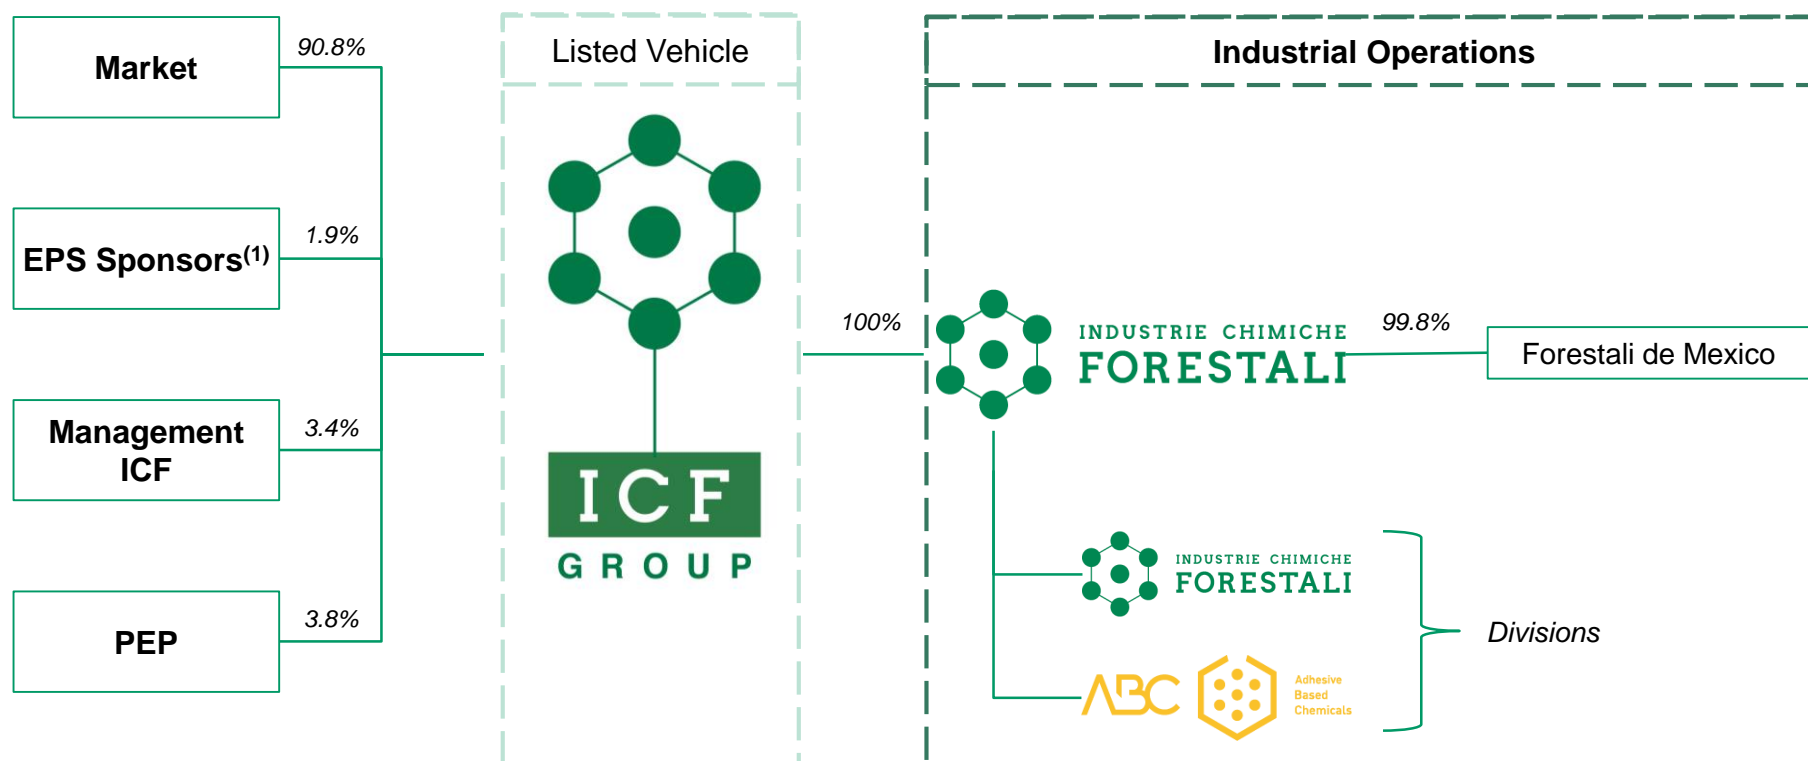 Market
90.8%
EPS Sponsors(1)
1.9%
Management
ICF
3.4%
PEP
3.8%
Listed Vehicle
ICF
GROUP
100%
Industrial Operations
INDUSTRIE CHIMICHE
FORESTALI
99.8%
Forestali de Mexico
INDUSTRIE CHIMICHE
FORESTALI
ABC
Adhesive
Based
Chemicals
Divisions